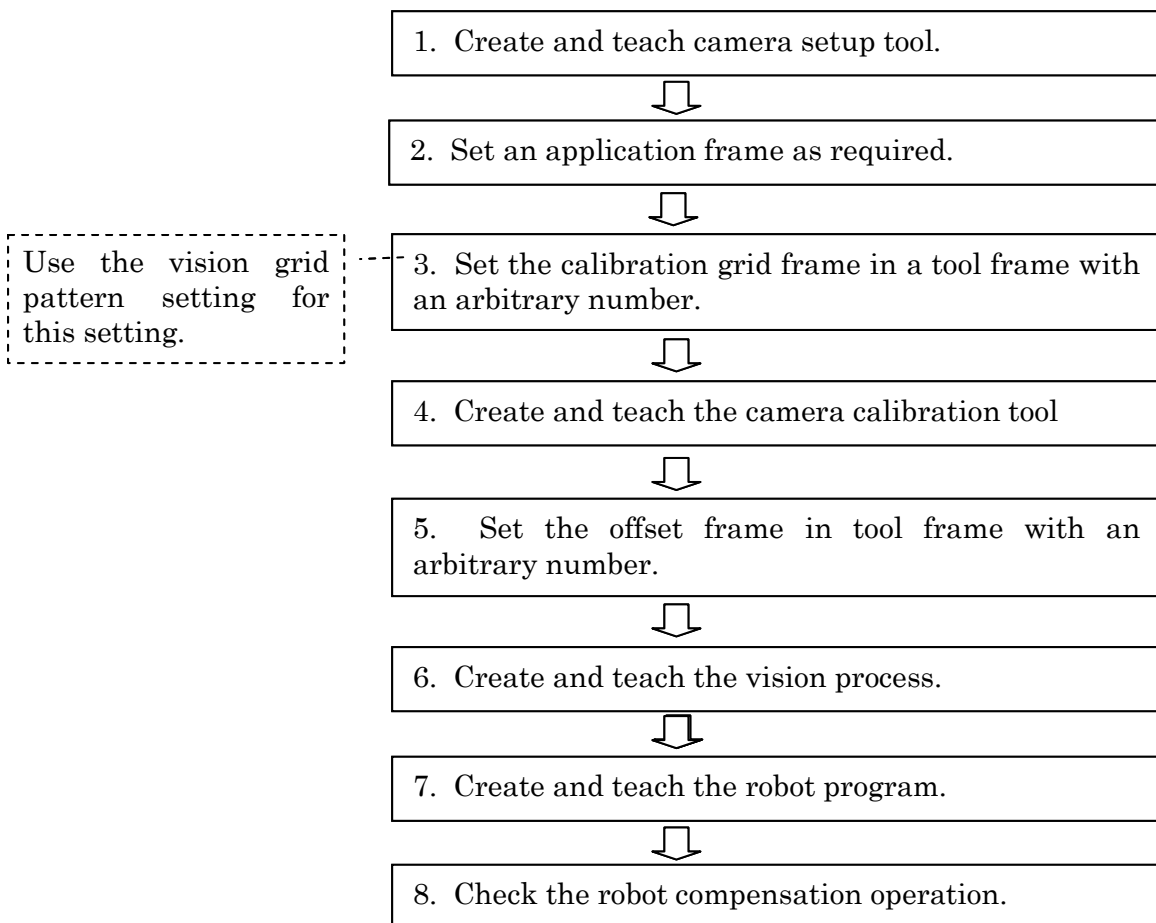 1. Create and teach camera setup tool.
2. Set an application frame as required.
Use the vision grid
pattern setting for
this setting.
3. Set the calibration grid frame in a tool frame with
an arbitrary number.
4. Create and teach the camera calibration tool
5. Set the offset frame in tool frame with an
arbitrary number.
6. Create and teach the vision process.
7. Create and teach the robot program.
8. Check the robot compensation operation.